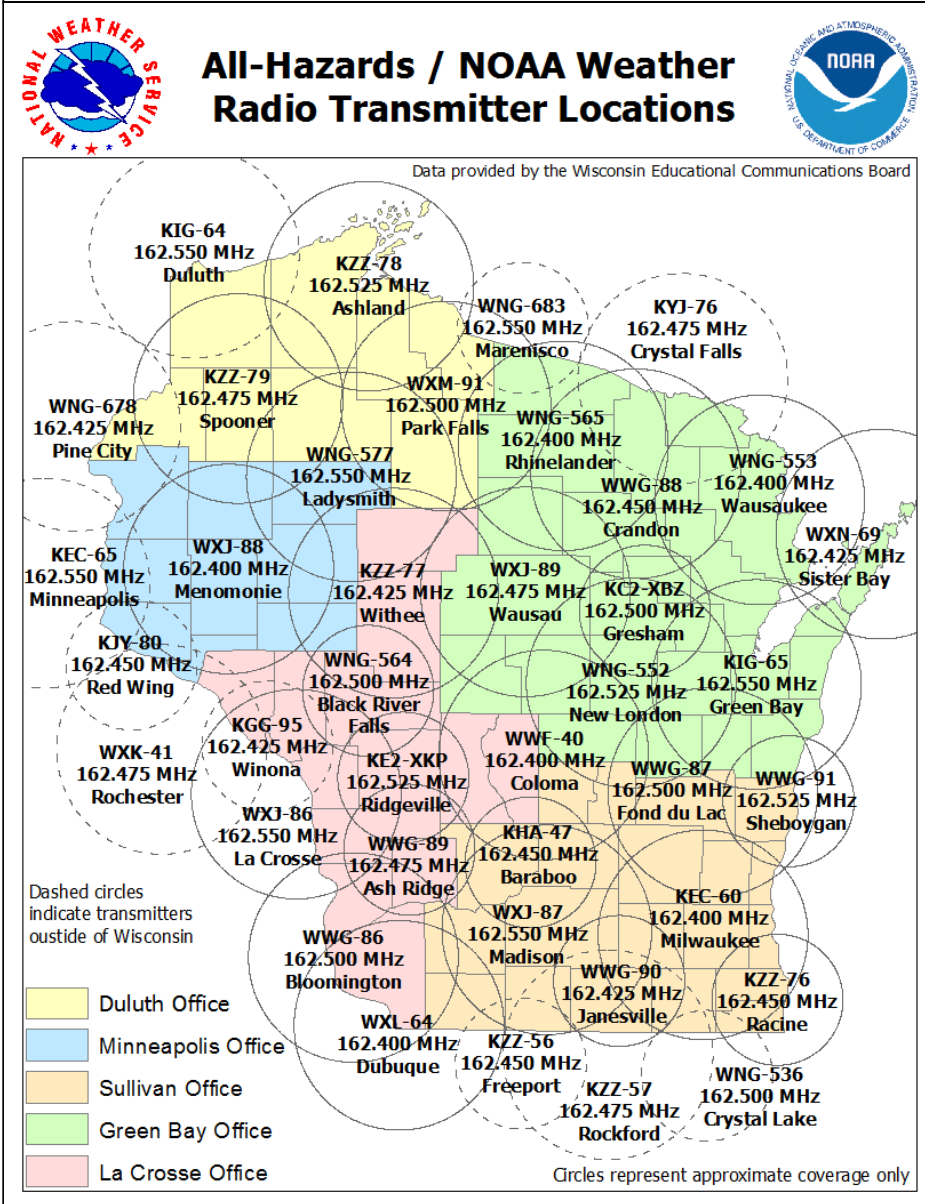 NATIONAL WEATHER SERVICE
All-Hazards / NOAA Weather
Radio Transmitter Locations
NATIONAL OCEANIC AND ATMOSPHERIC ADMINISTRATION
NOAA
U.S. DEPARTMENT OF COMMERCE
Data provided by the Wisconsin Educational Communications Board
KIG-64
162.550 MHz
Duluth
KZZ-78
162.525 MHz
Ashland
WNG-683
162.550 MHz
Marenisco
KYJ-76
162.475 MHz
Crystal Falls
KZZ-79
162.475 MHz
Spooner
WXM-91
162.500 MHz
Park Falls
WNG-678
162.425 MHz
Pine City
WNG-565
162.400 MHz
Rhinelander
WNG-577
162.550 MHz
Ladysmith
WNG-553
162.400 MHz
Wausaukee
WWG-88
162.450 MHz
Crandon
WXN-69
162.425 MHz
Sister Bay
KEC-65
162.550 MHz
Minneapolis
WXJ-88
162.400 MHz
Menomonie
KZZ-77
162.425 MHz
Withee
WXJ-89
162.475 MHz
Wausau
KC2-XBZ
162.500 MHz
Gresham
KJY-80
162.450 MHz
Red Wing
WNG-564
162.500 MHz
Black River
Falls
WNG-552
162.525 MHz
New London
KIG-65
162.550 MHz
Green Bay
KGG-95
162.425 MHz
Winona
WXK-41
162.475 MHz
Rochester
KE2-XKP
162.525 MHz
Ridgeville
WWF-40
162.400 MHz
Coloma
WWG-87
162.500 MHz
Fond du Lac
WWG-91
162.525 MHz
Sheboygan
WXJ-86
162.550 MHz
La Crosse
WWG-89
162.475 MHz
Ash Ridge
KHA-47
162.450 MHz
Baraboo
KEC-60
162.400 MHz
Milwaukee
Dashed circles
indicate transmitters
oustide of Wisconsin
WXJ-87
162.550 MHz
Madison
WWG-86
162.500 MHz
Bloomington
WWG-90
162.425 MHz
Janesville
KZZ-76
162.450 MHz
Racine
WXL-64
162.400 MHz
Dubuque
KZZ-56
162.450 MHz
Freeport
KZZ-57
162.475 MHz
Rockford
WNG-536
162.500 MHz
Crystal Lake
Duluth Office
Minneapolis Office
Sullivan Office
Green Bay Office
La Crosse Office
Circles represent approximate coverage only